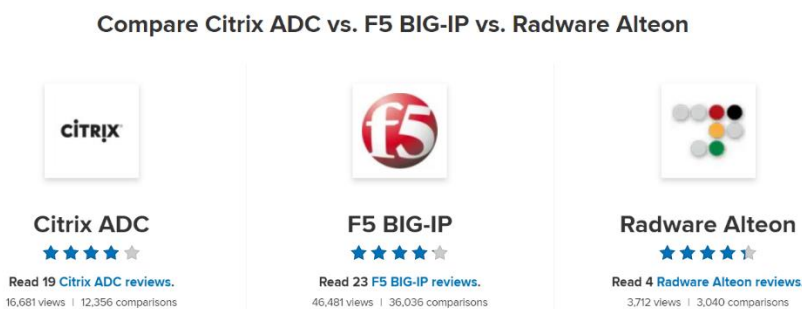 Compare Citrix ADC vs. F5 BIG-IP vs. Radware Alteon
CITRIX
f5
Citrix ADC
F5 BIG-IP
Radware Alteon
Read 19 Citrix ADC reviews.
Read 23 F5 BIG-IP reviews.
Read 4 Radware Alteon reviews
16,681 views | 12,356 comparisons
46,481 views | 36,036 comparisons
3,712 views | 3,040 comparisons